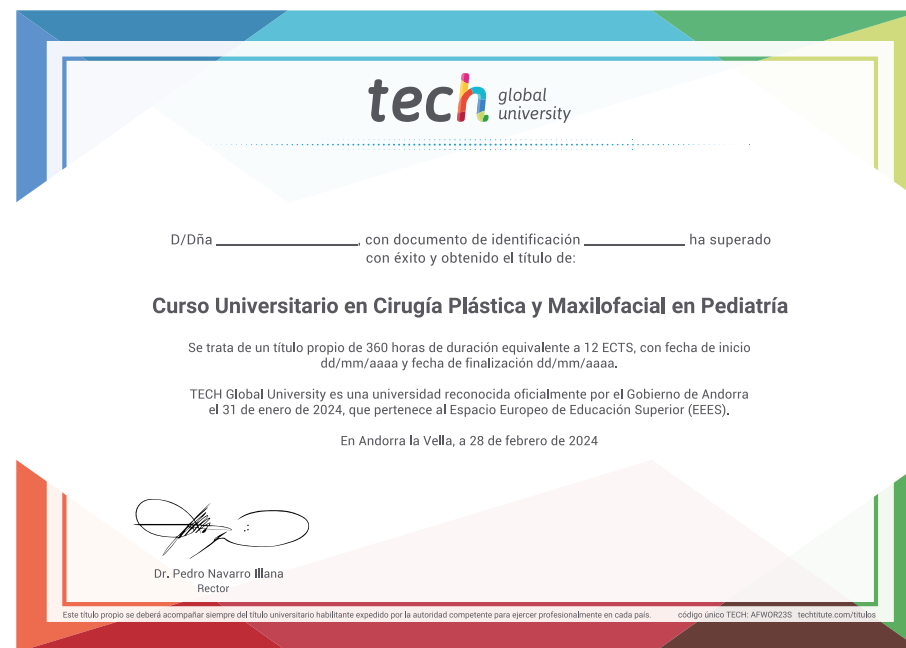 tech global university
D/Dña ____________________, con documento de identificación ______________ ha superado
con éxito y obtenido el título de:
Curso Universitario en Cirugía Plástica y Maxilofacial en Pediatría
Se trata de un título propio de 360 horas de duración equivalente a 12 ECTS, con fecha de inicio
dd/mm/aaaa y fecha de finalización dd/mm/aaaa.
TECH Global University es una universidad reconocida oficialmente por el Gobierno de Andorra
el 31 de enero de 2024, que pertenece al Espacio Europeo de Educación Superior (EEES).
En Andorra la Vella, a 28 de febrero de 2024
Dr. Pedro Navarro Illana
Rector
Este título propio se deberá acompañar siempre del título universitario habilitante expedido por la autoridad competente para ejercer profesionalmente en cada país. código único TECH: AFWOR23S techtitute.com/titulos